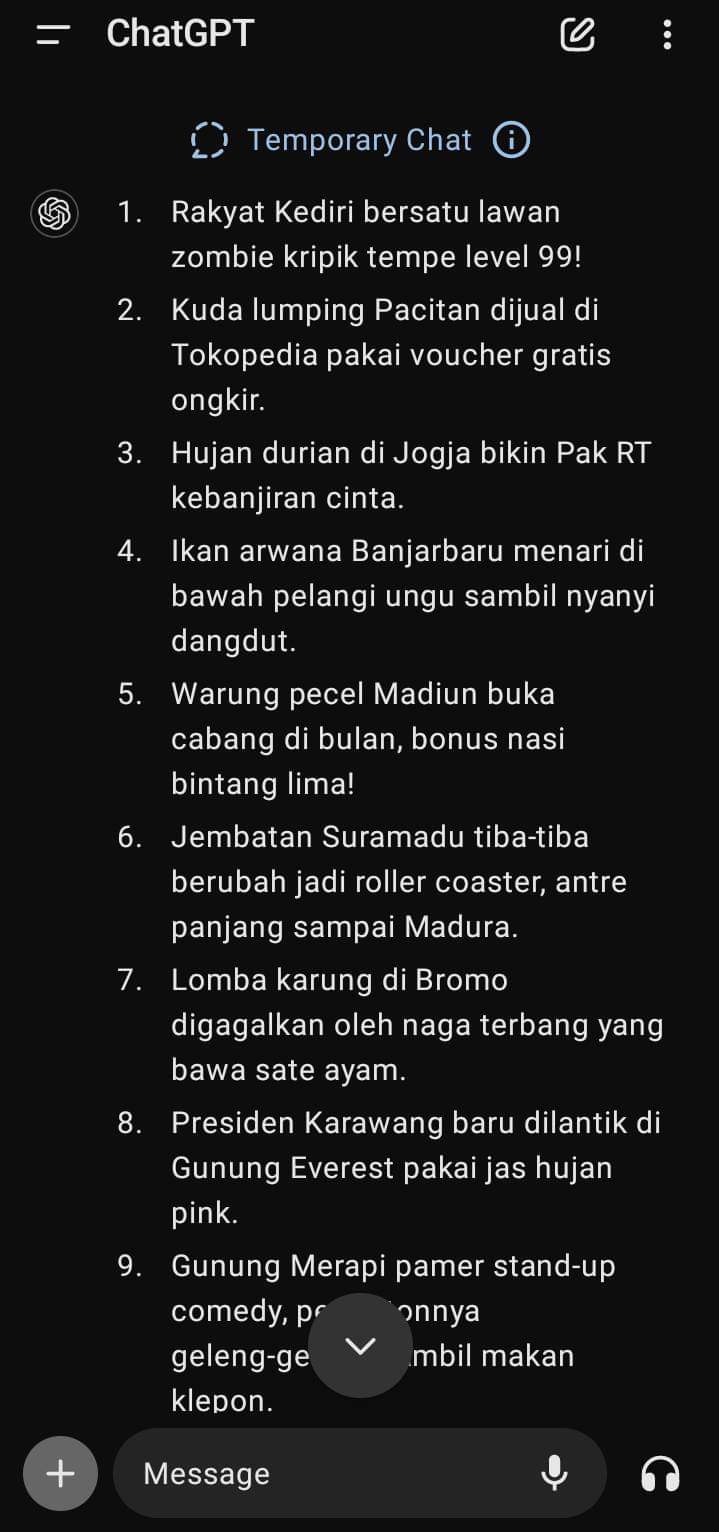 ChatGPT
Temporary Chat
1. Rakyat Kediri bersatu lawan
zombie kripik tempe level 99!
2. Kuda lumping Pacitan dijual di
Tokopedia pakai voucher gratis
ongkir.
3. Hujan durian di Jogja bikin Pak RT
kebanjiran cinta.
4. Ikan arwana Banjarbaru menari di
bawah pelangi ungu sambil nyanyi
dangdut.
5. Warung pecel Madiun buka
cabang di bulan, bonus nasi
bintang lima!
6. Jembatan Suramadu tiba-tiba
berubah jadi roller coaster, antre
panjang sampai Madura.
7. Lomba karung di Bromo
digagalkan oleh naga terbang yang
bawa sate ayam.
8. Presiden Karawang baru dilantik di
Gunung Everest pakai jas hujan
pink.
9. Gunung Merapi pamer stand-up
comedy,
makan
klepon.
Message